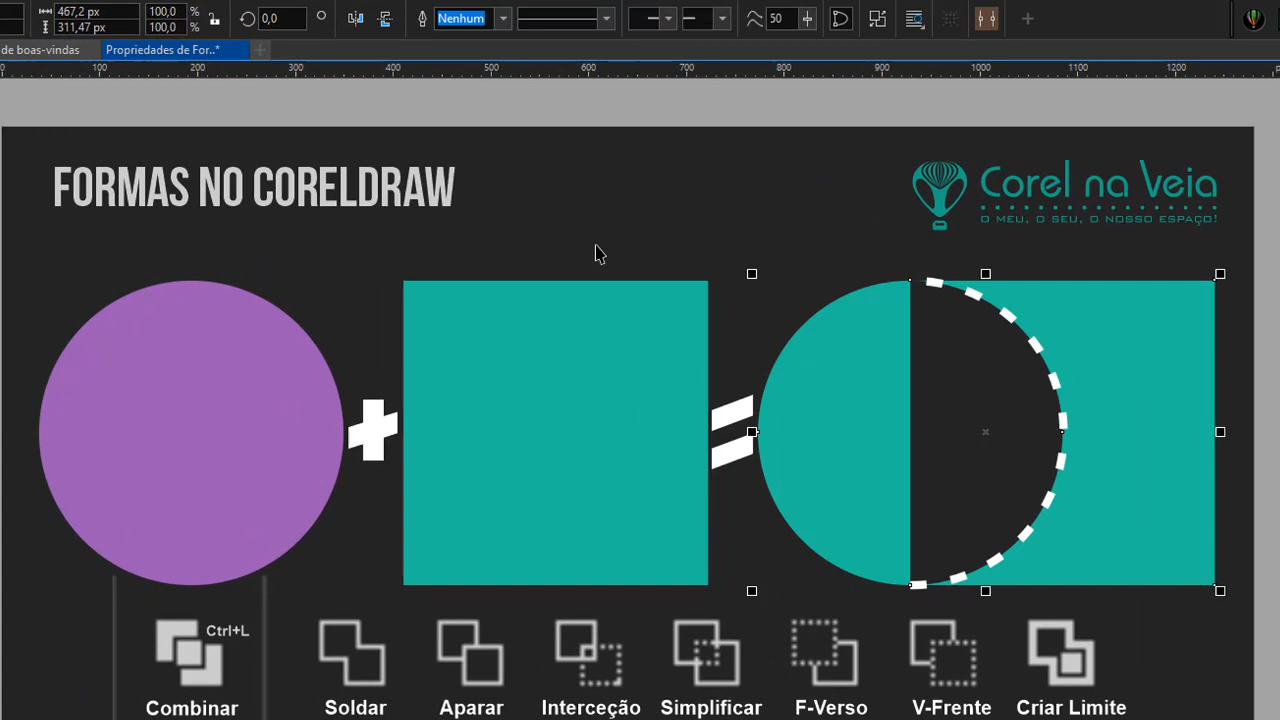 467,2 px 100,0 %
311,47 px 100,0 %
0,0
Nenhum
50
de boas-vindas Propriedades de For..*
0 100 200 300 400 500 600 700 800 900 1000 1100 1200
FORMAS NO CORELDRAW
Corel na Veia
O MEU, O SEU, O NOSSO ESPAÇO!
Ctrl+L
Combinar Soldar Aparar Interceção Simplificar F-Verso V-Frente Criar Limite